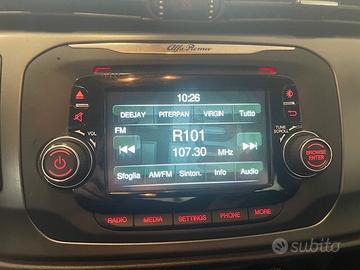 Alfa Romeo
10:26
DEEJAY PITERPAN VIRGIN Tutto
FM
R101
107.30 MHz
Sfoglia AM/FM Sinton. Info Audio
VOL
TUNE SCROLL
BROWSE ENTER
RADIO MEDIA SETTINGS PHONE MORE
subito